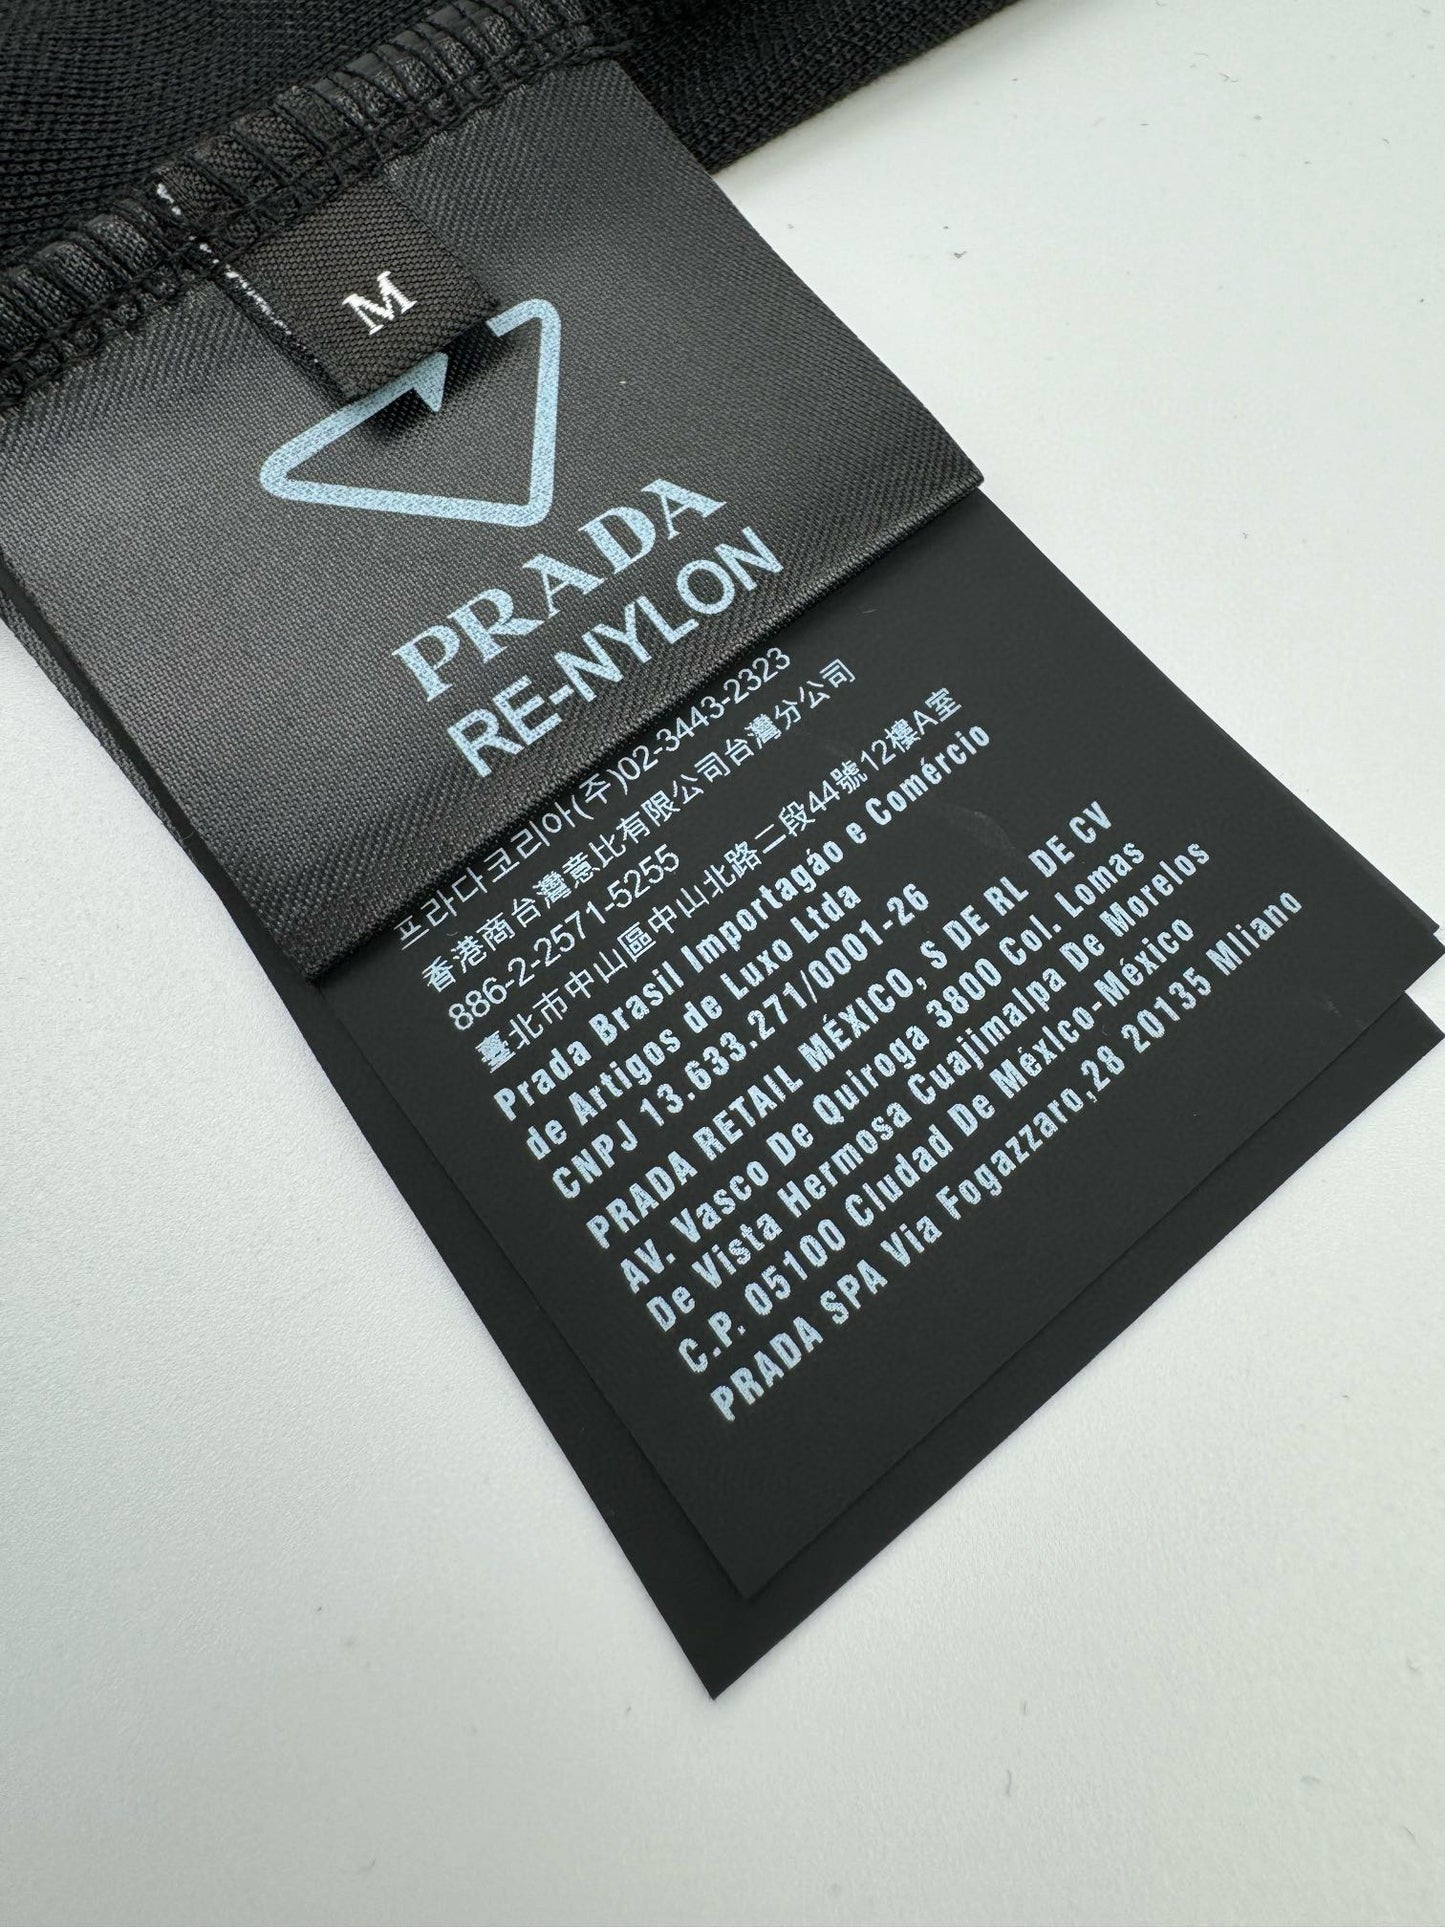 M
PRADA
RE-NYLON
프라다코리아(주)02-3443-2323
香港商台灣意比有限公司台灣分公司
886-2-2571-5255
臺北市中山區中山北路二段44號12樓A室
Prada Brasil Importagáo e Comércio
de Artigos de Luxo Ltda
CNPJ 13.633.271/0001-26
PRADA RETAIL MÉXICO, S DE RL DE CV
AV. Vasco De Quiroga 3800 Col. Lomas
De Vista Hermosa Cuajimalpa De Morelos
C.P. 05100 Cludad De México-México
PRADA SPA Via Fogazzaro,28 20135 Mliano